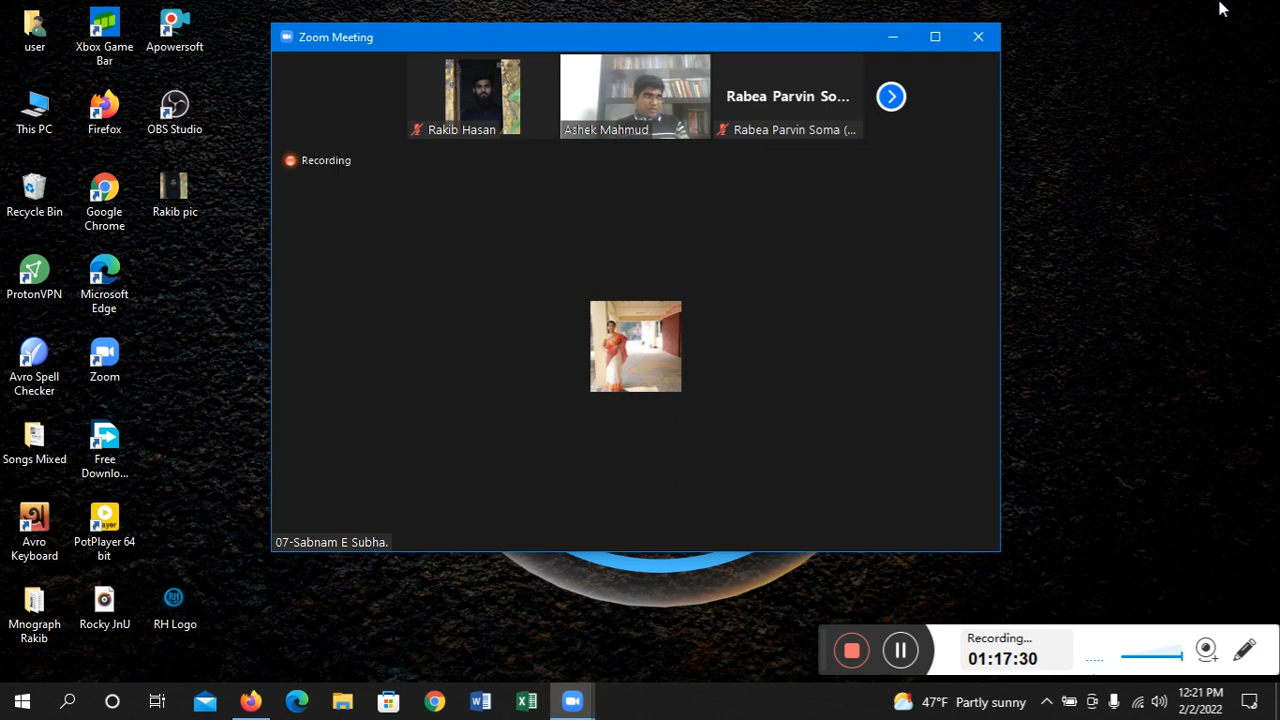 user
Xbox Game
Bar
Apowersoft
This PC
Firefox
OBS Studio
Recycle Bin
Google
Chrome
Rakib pic
ProtonVPN
Microsoft
Edge
Avro Spell
Checker
Zoom
Songs Mixed
Free
Downlo...
Avro
Keyboard
PotPlayer 64
bit
Mnograph
Rakib
Rocky JnU
RH Logo
Zoom Meeting
Rakib Hasan
Ashek Mahmud
Rabea Parvin So...
Rabea Parvin Soma (...
Recording
07-Sabnam E Subha.
Recording...
01:17:30
47°F Partly sunny
12:21 PM
2/2/2022